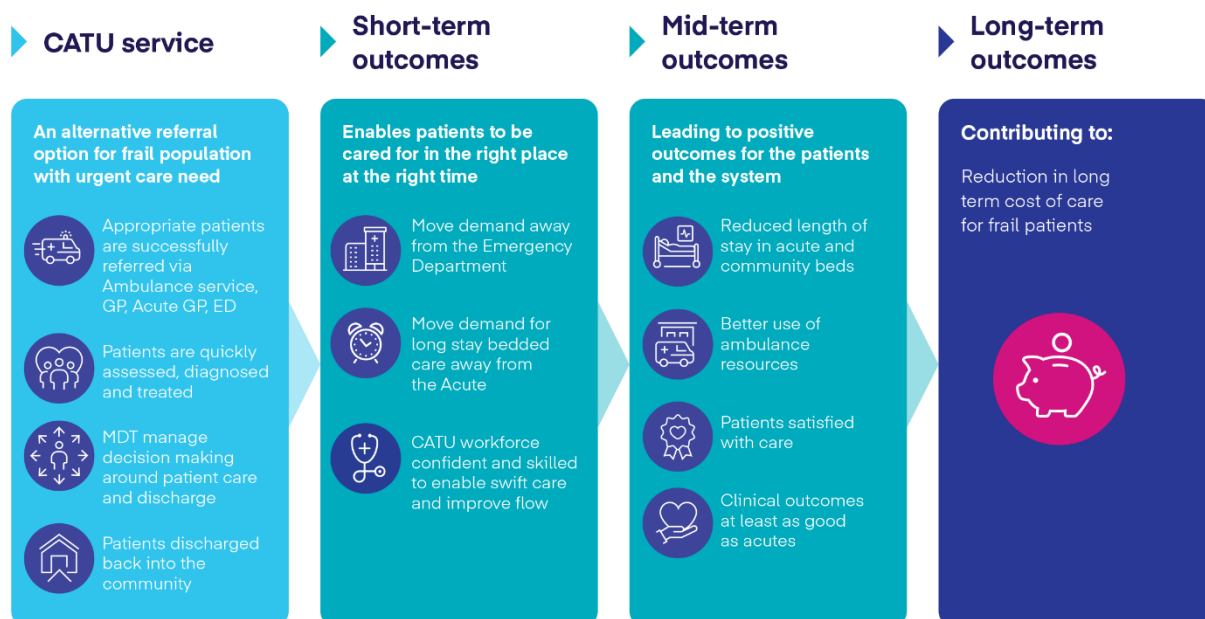 CATU service
An alternative referral
option for frail population
with urgent care need
Appropriate patients
are successfully
referred via
Ambulance service,
GP, Acute GP, ED
Patients are quickly
assessed, diagnosed
and treated
MDT manage
decision making
around patient care
and discharge
Patients discharged
back into the
community
Short-term
outcomes
Enables patients to be
cared for in the right place
at the right time
Move demand away
from the Emergency
Department
Move demand for
long stay bedded
care away from
the Acute
CATU workforce
confident and skilled
to enable swift care
and improve flow
Mid-term
outcomes
Leading to positive
outcomes for the patients
and the system
Reduced length of
stay in acute and
community beds
Better use of
ambulance
resources
Patients satisfied
with care
Clinical outcomes
at least as good
as acutes
Long-term
outcomes
Contributing to:
Reduction in long
term cost of care
for frail patients